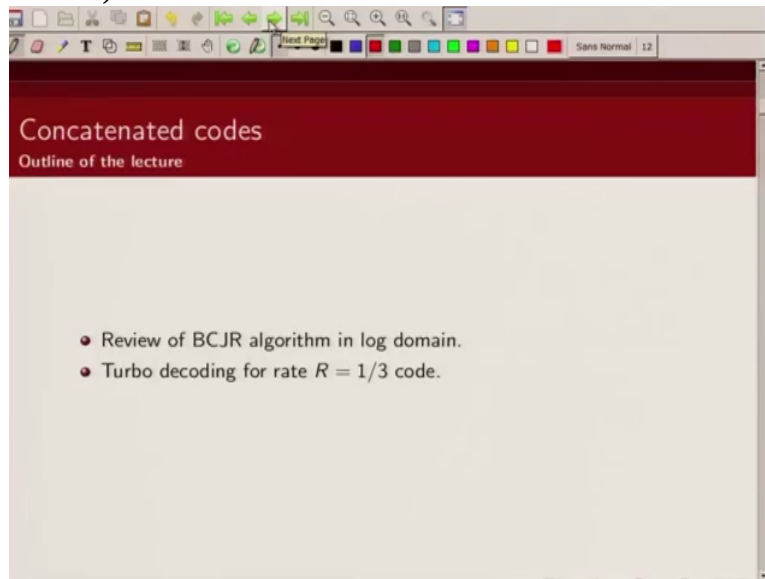 T
Next Page
Sans Normal 12
Concatenated codes
Outline of the lecture
Review of BCJR algorithm in log domain.
Turbo decoding for rate R = 1/3 code.